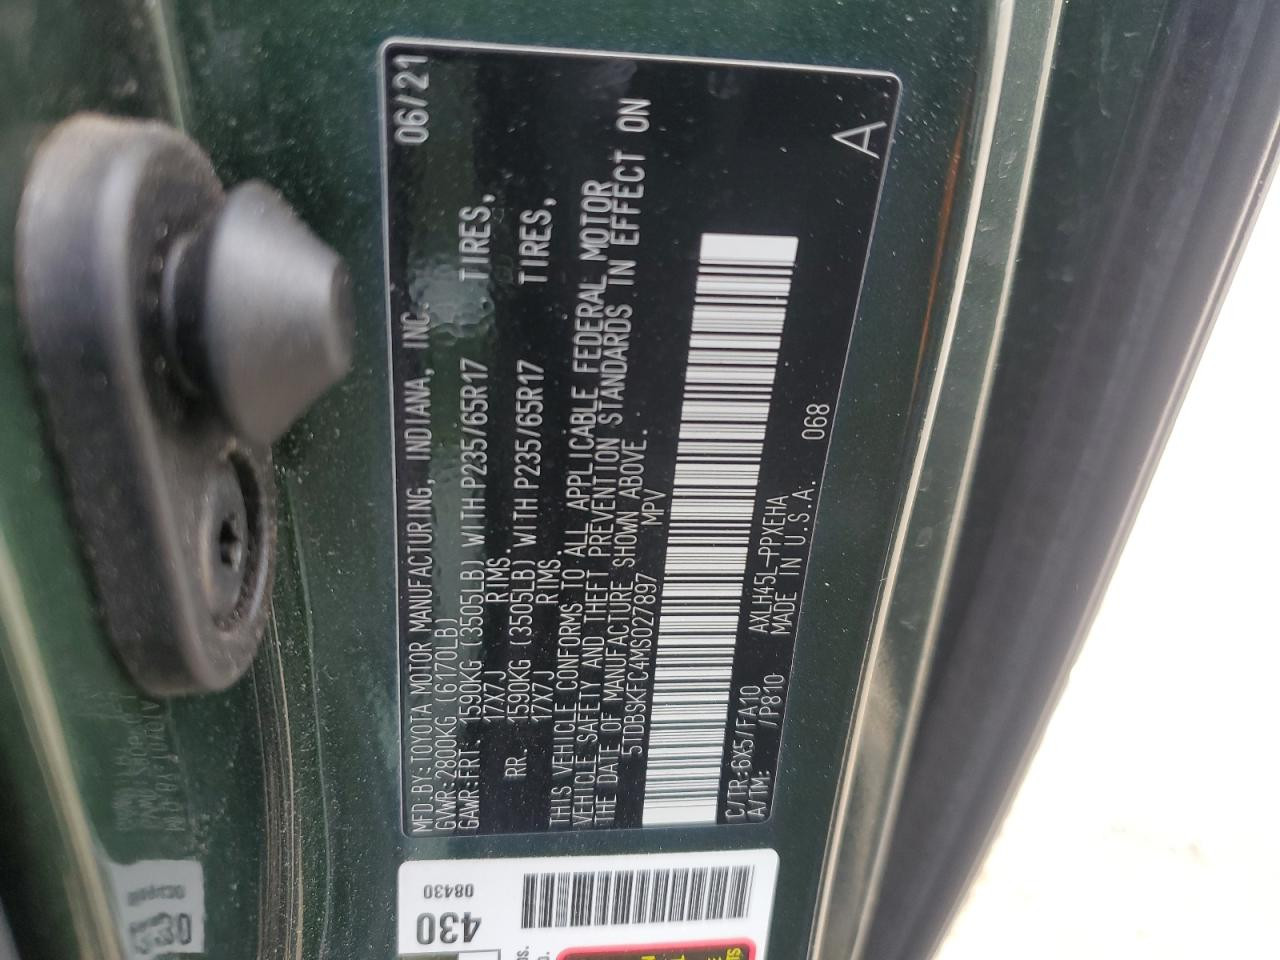 MFD.BY:TOYOTA MOTOR MANUFACTURING, INDIANA, INC. 06/21
GVWR:2800KG (6170LB)
GAWR:FRT. 1590KG (3505LB) WITH P235/65R17 TIRES,
17X7J RIMS.
RR. 1590KG (3505LB) WITH P235/65R17 TIRES,
17X7J RIMS.
THIS VEHICLE CONFORMS TO ALL APPLICABLE FEDERAL MOTOR
VEHICLE SAFETY AND THEFT PREVENTION STANDARDS IN EFFECT ON
THE DATE OF MANUFACTURE SHOWN ABOVE.
5TDBSKFC4MS027897 MPV
C/TR:6X5/FA10 AXLH45L-PPXEHA
A/TM: /P810 MADE IN U.S.A. 068
A
08430
430